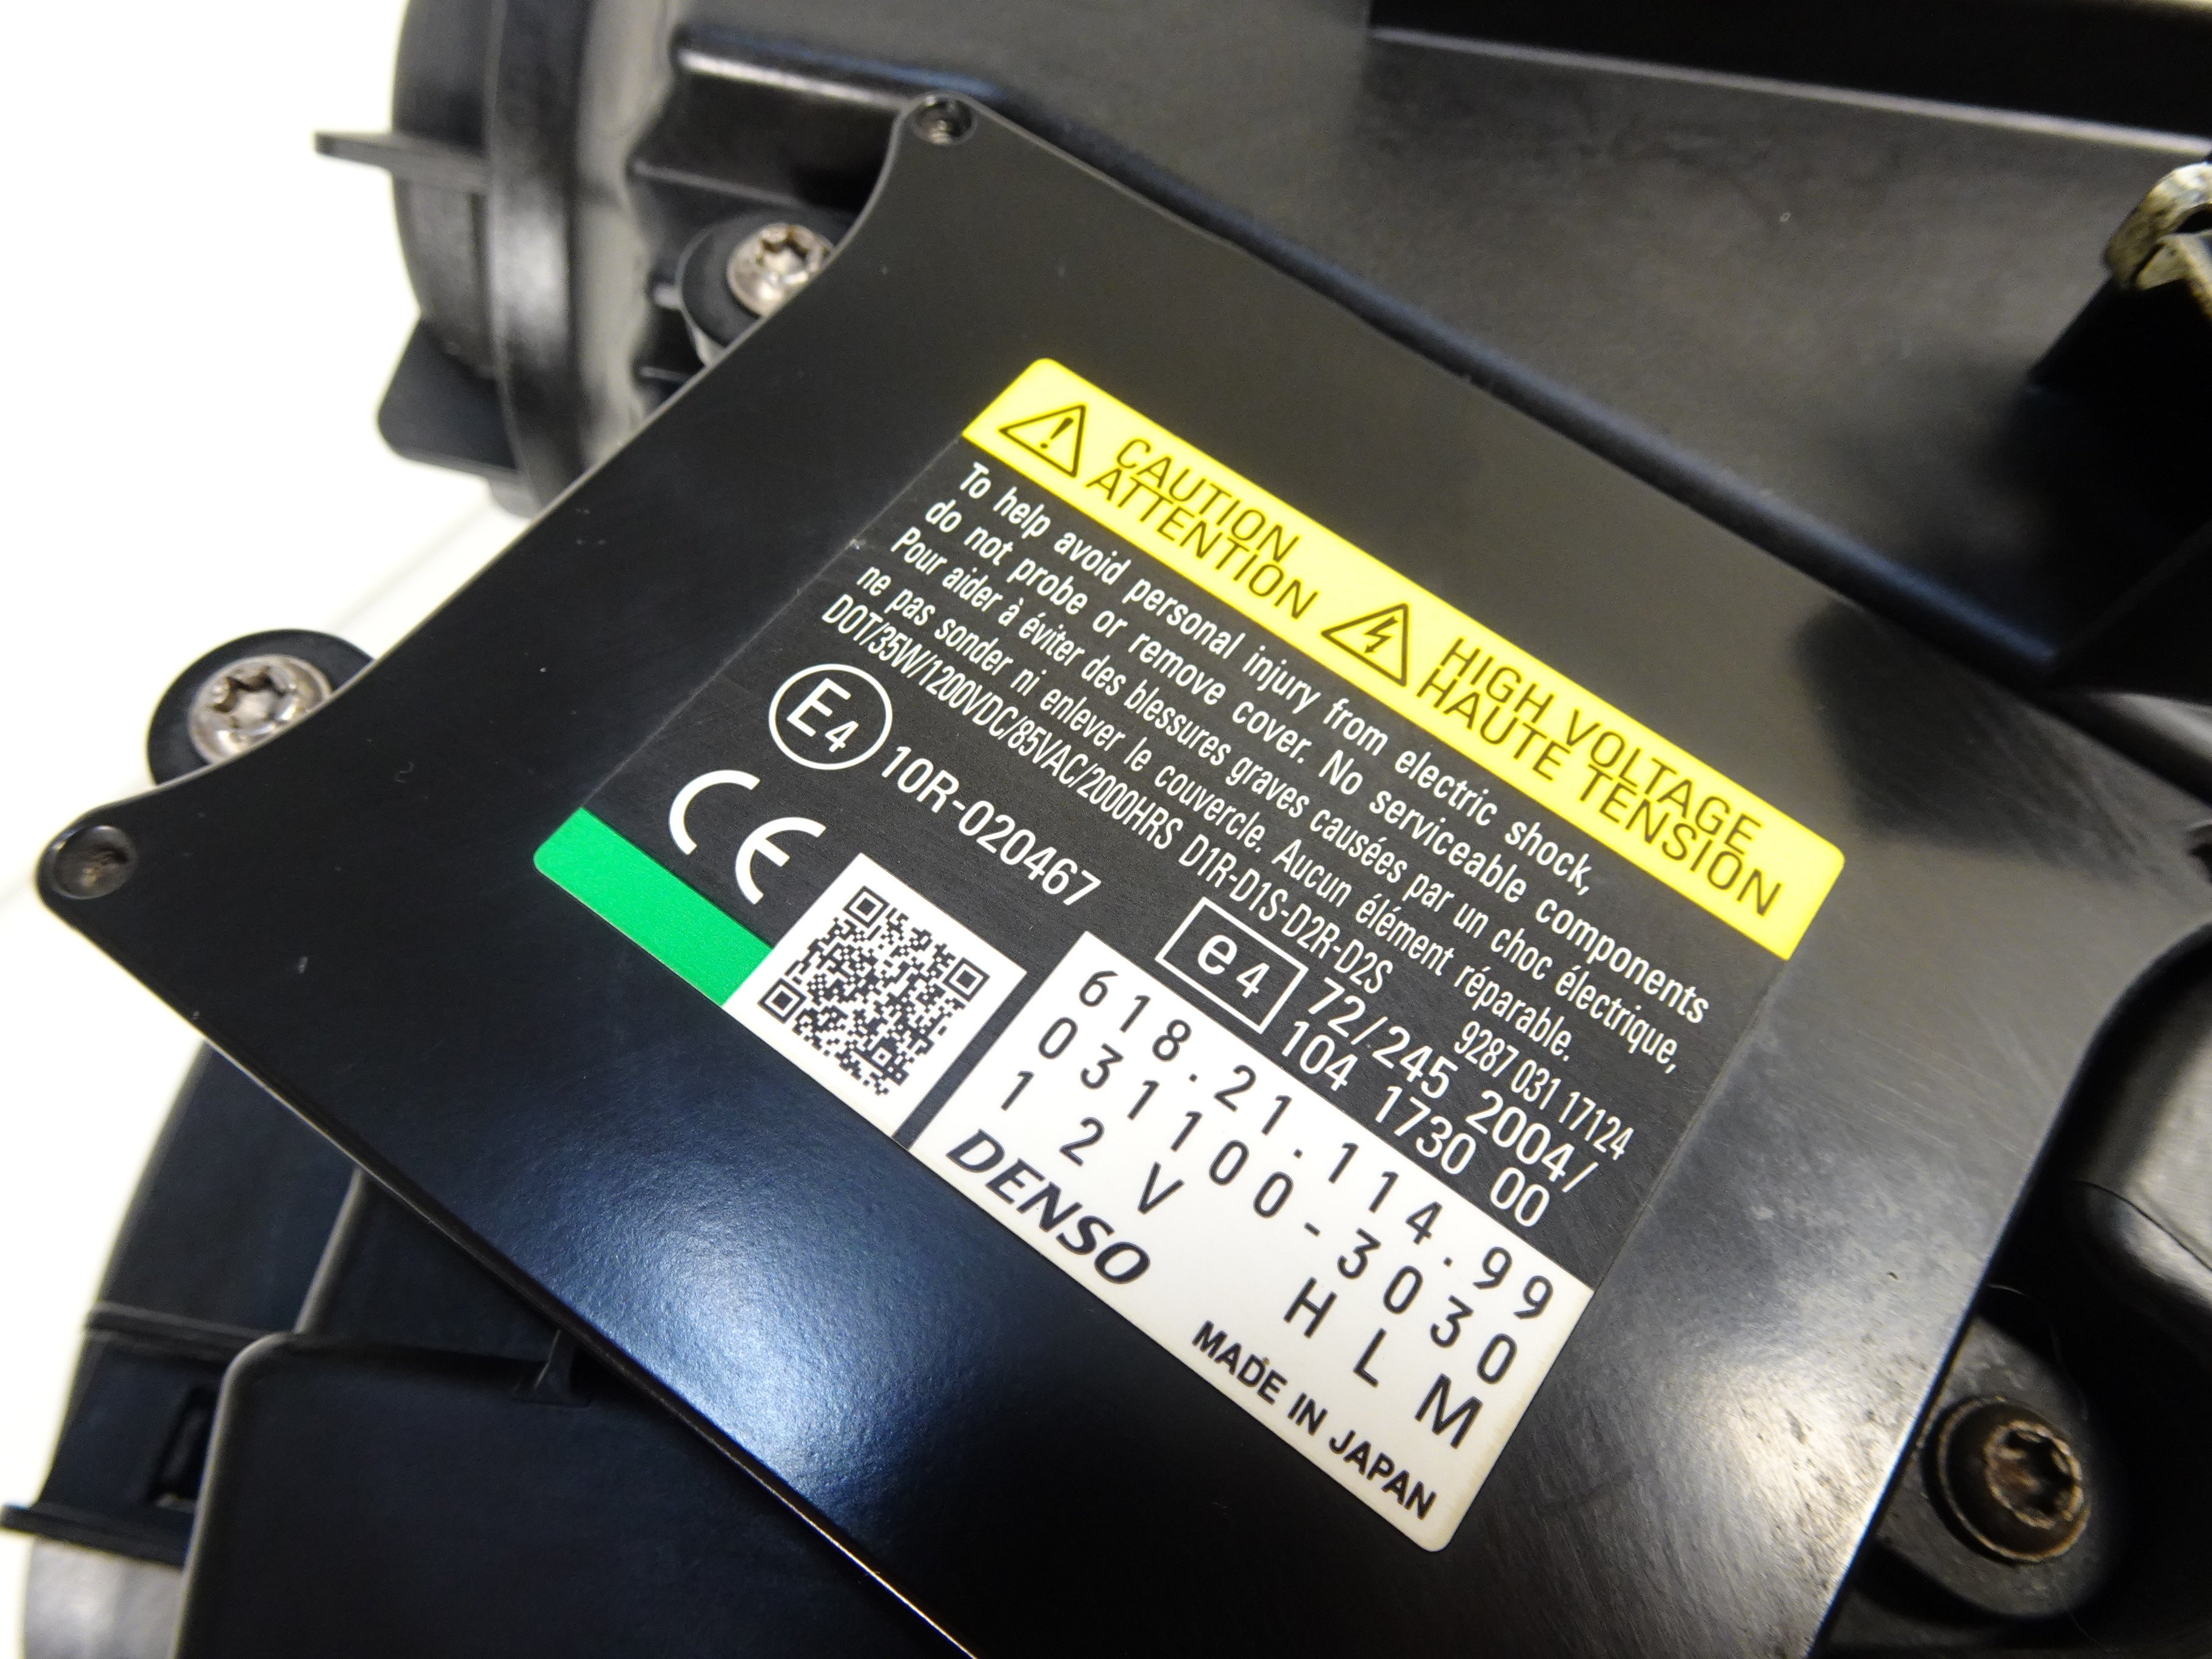 CAUTION
ATTENTION
HIGH VOLTAGE
HAUTE TENSION
To help avoid personal injury from electric shock,
do not probe or remove cover. No serviceable components
Pour aider à éviter des blessures graves causées par un choc électrique,
ne pas sonder ni enlever le couvercle. Aucun élément réparable.
DOT/35W/1200VDC/85VAC/2000HRS D1R-D1S-D2R-D2S
9287 031 17124
E4
10R-020467
e4
72/245 2004/
104 1730 00
CE
618.21.114.99
031100-3030
12V HLM
DENSO
MADE IN JAPAN